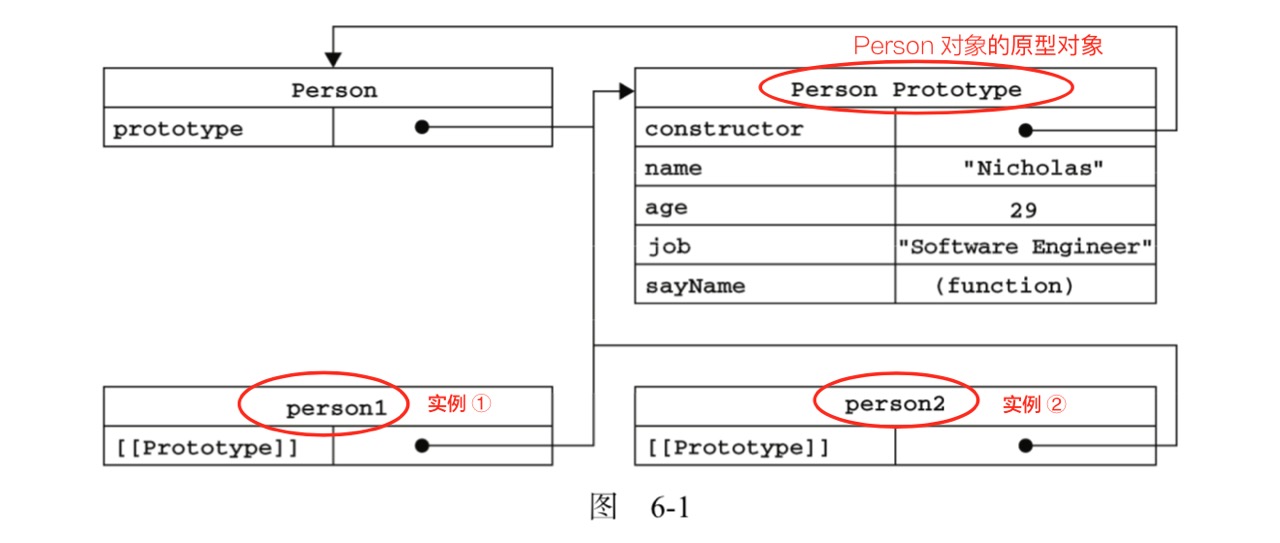 Person 对象的原型对象
Person
Person Prototype
prototype
constructor
name "Nicholas"
age 29
job "Software Engineer"
sayName (function)
person1 实例 ①
person2 实例 ②
[[Prototype]]
[[Prototype]]
图 6-1